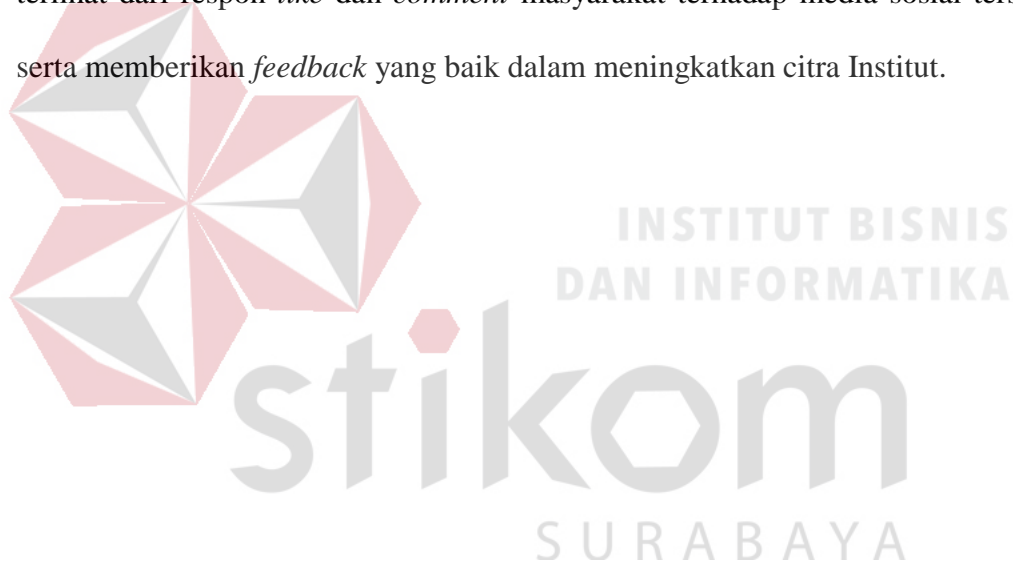 terlihat dari respon like dan comment masyarakat terhadap media sosial
serta memberikan feedback yang baik dalam meningkatkan citra Institut.
INSTITUT BISNIS
DAN INFORMATIKA
stikom
SURABAYA